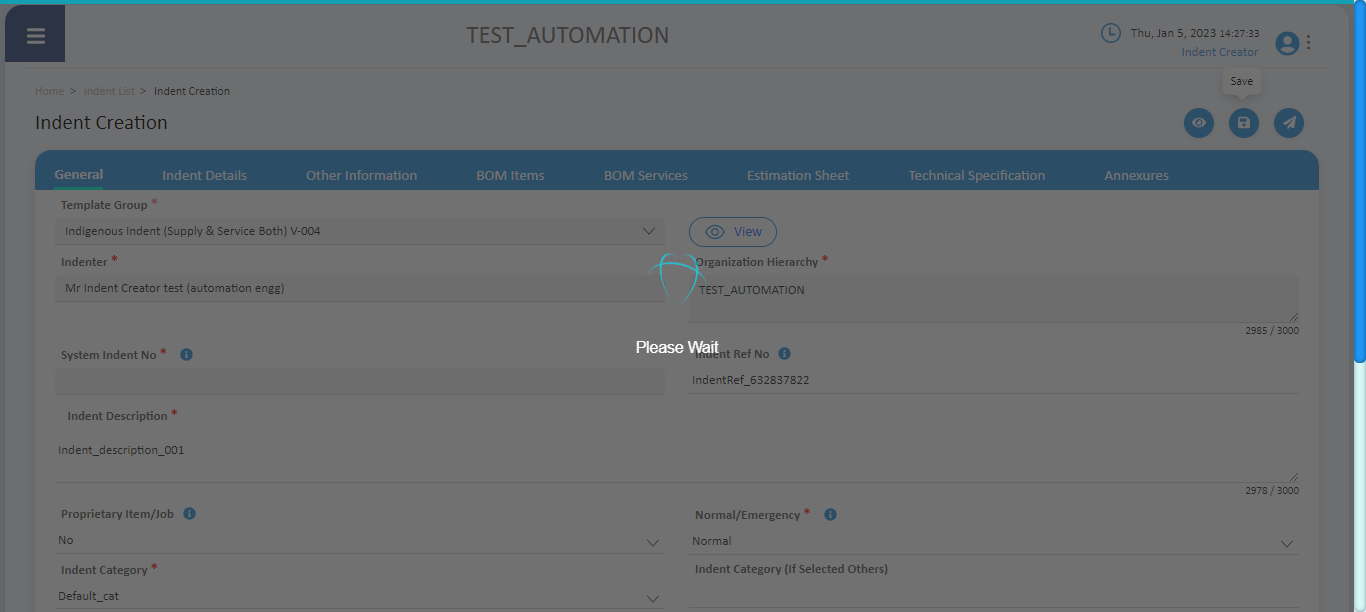 TEST_AUTOMATION
Thu, Jan 5, 2023 14:27:33
Indent Creator
Home > Indent List > Indent Creation
Save
Indent Creation
General Indent Details Other Information BOM Items BOM Services Estimation Sheet Technical Specification Annexures
Template Group *
Indigenous Indent (Supply & Service Both) V-004
View
Indenter *
Organization Hierarchy *
Mr Indent Creator test (automation engg)
TEST_AUTOMATION
2985 / 3000
Please Wait
System Indent No *
Indent Ref No
IndentRef_632837822
Indent Description *
Indent_description_001
2978 / 3000
Proprietary Item/Job
Normal/Emergency *
No
Normal
Indent Category *
Indent Category (If Selected Others)
Default_cat